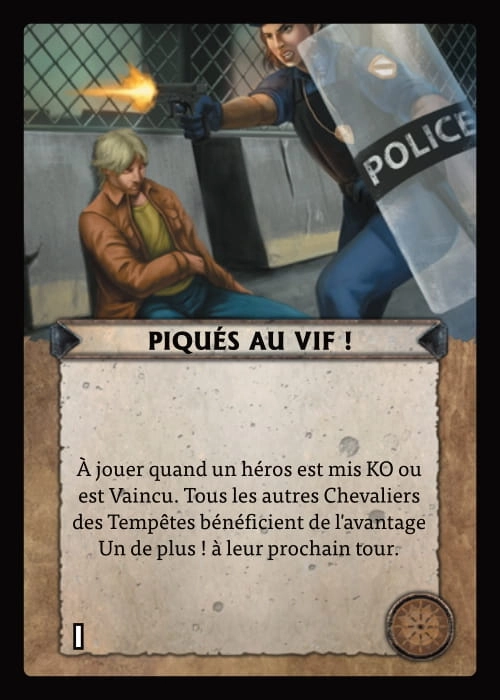 POLICE
PIQUÉS AU VIF !
À jouer quand un héros est mis KO ou
est Vaincu. Tous les autres Chevaliers
des Tempêtes bénéficient de l'avantage
Un de plus ! à leur prochain tour.